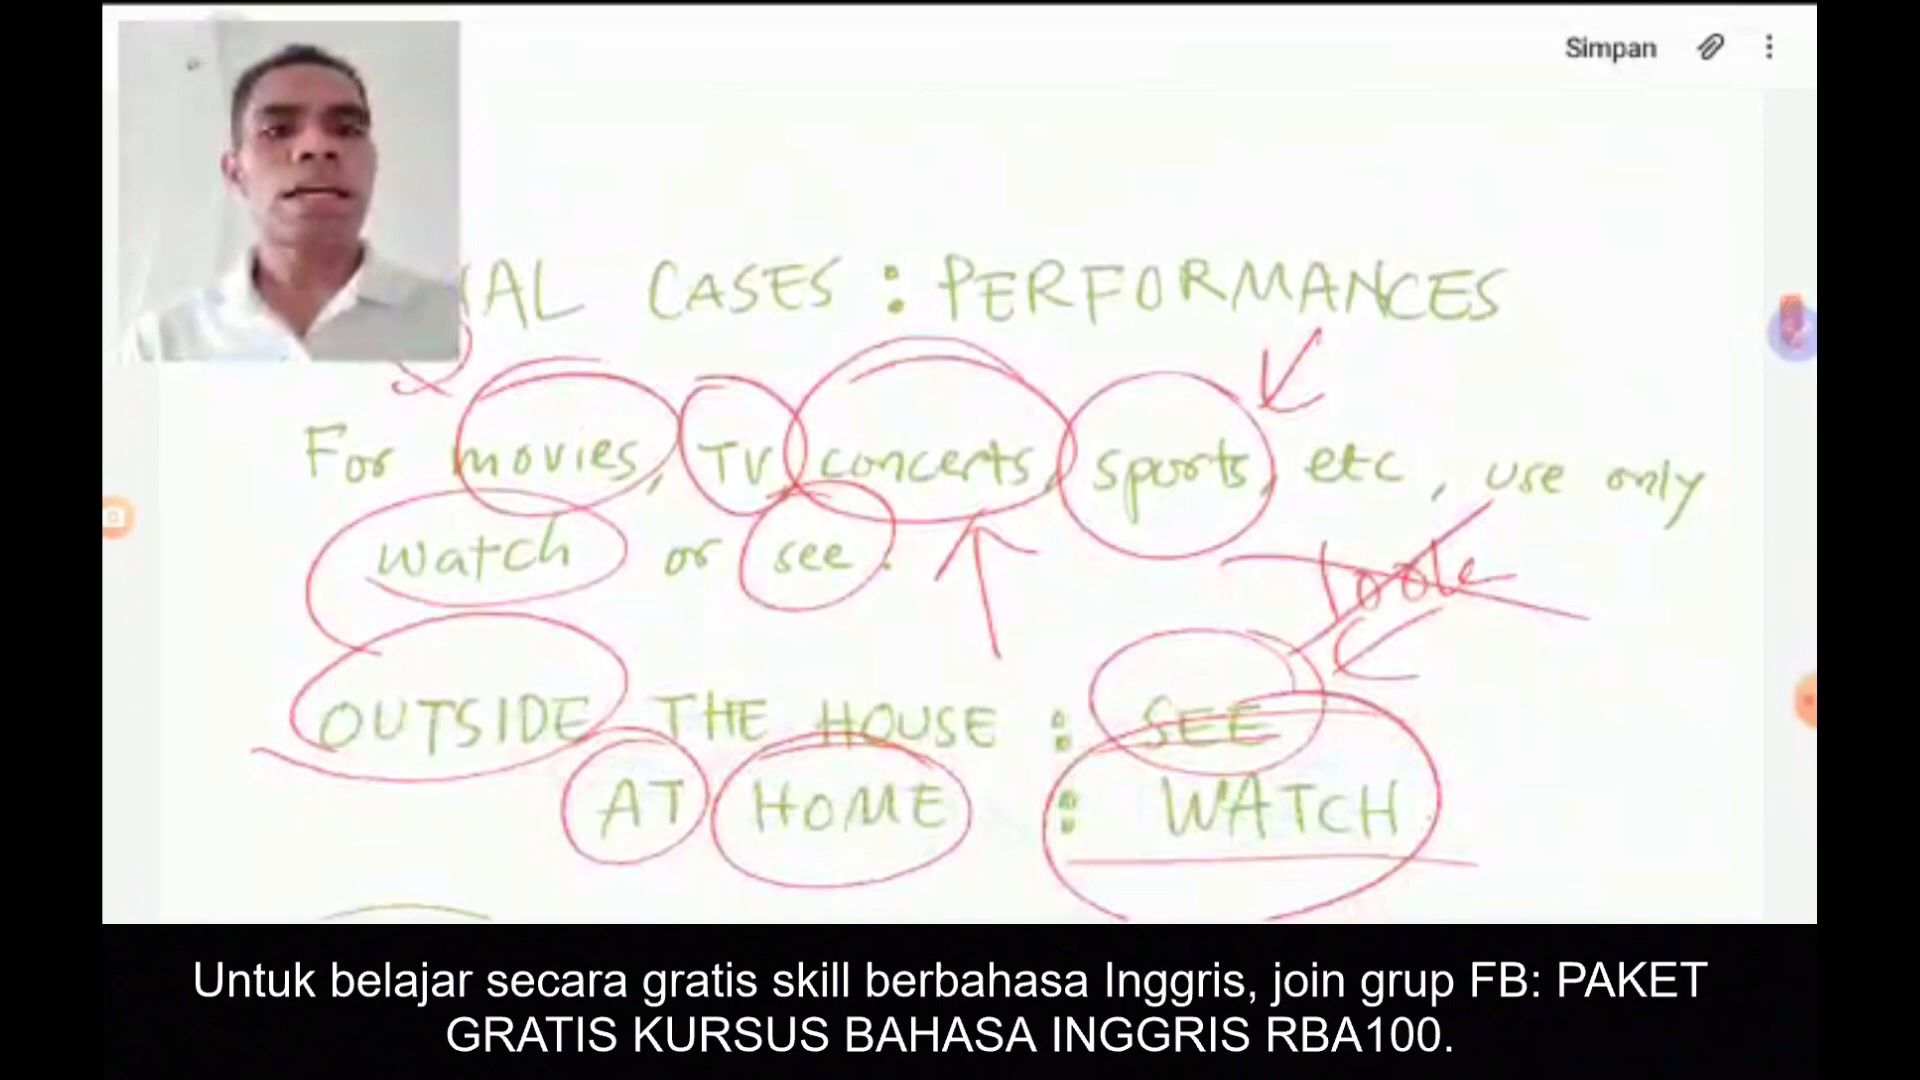 Simpan
IAL CASES : PERFORMANCES
For movies, TV, concerts, sports, etc, use only
watch or see.
look
OUTSIDE THE HOUSE : SEE
AT HOME : WATCH
Untuk belajar secara gratis skill berbahasa Inggris, join grup FB: PAKET
GRATIS KURSUS BAHASA INGGRIS RBA100.